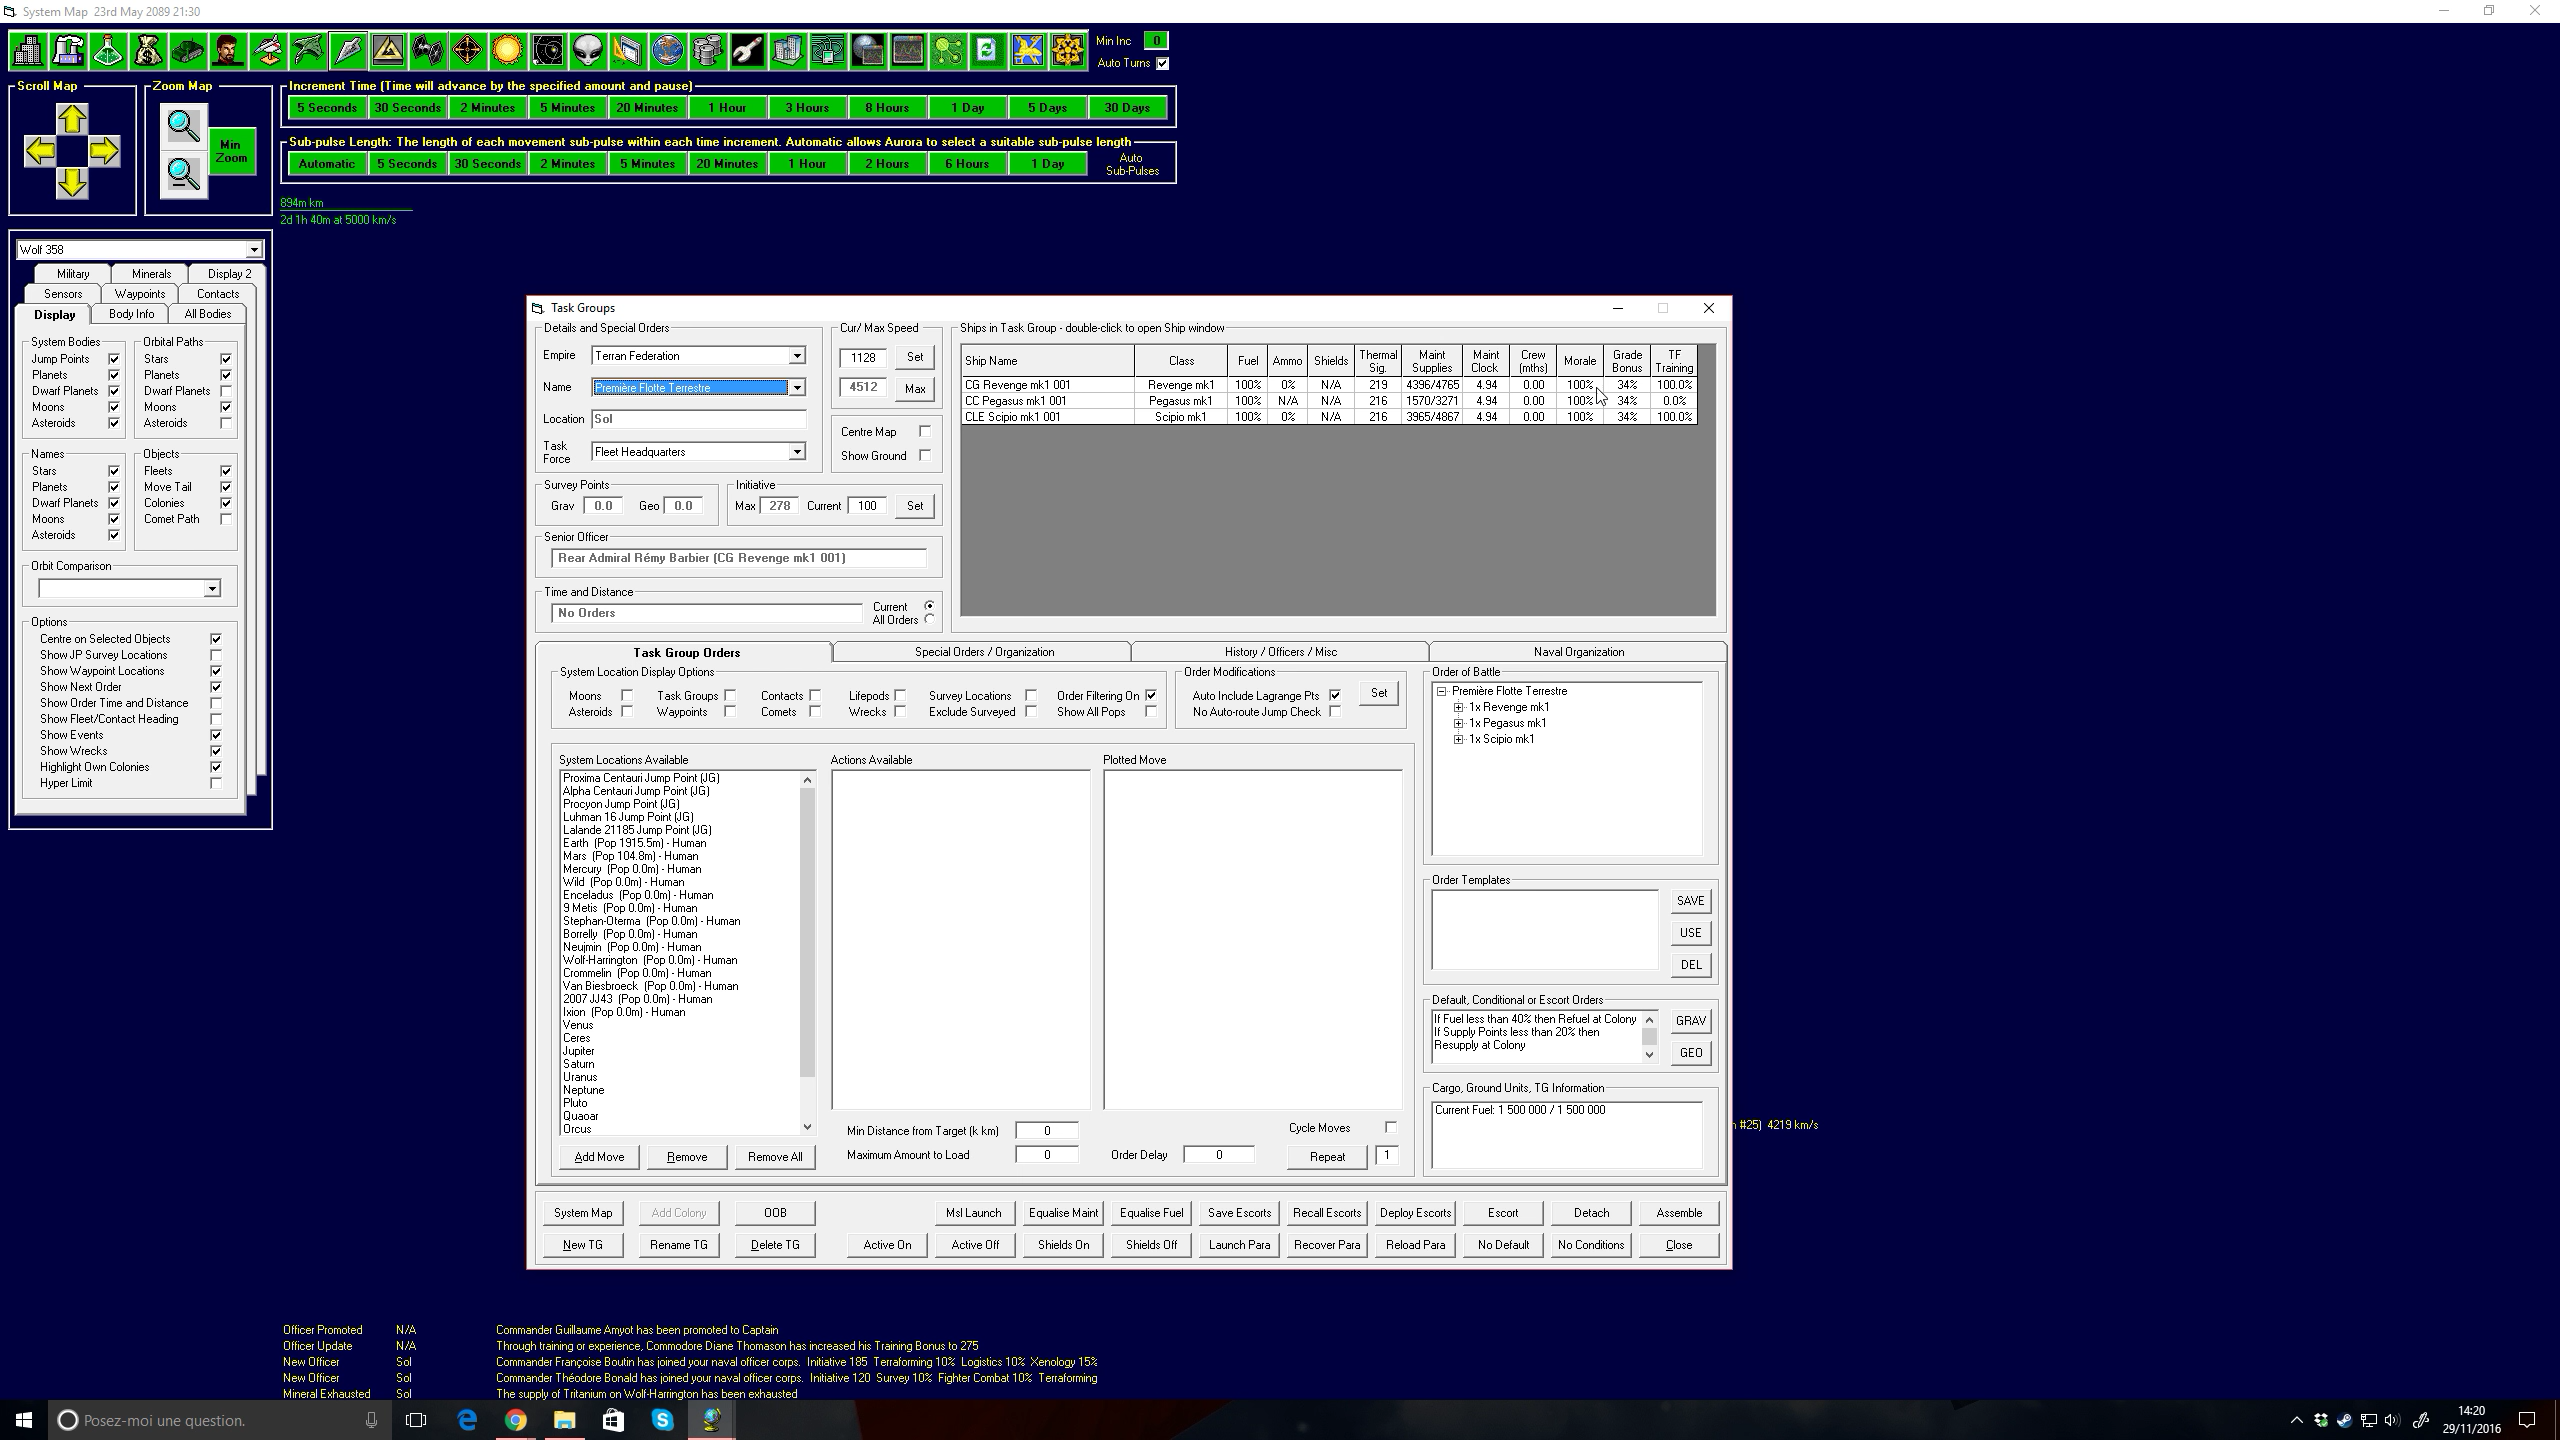 System Map  23rd May 2089 21:30
Min Inc 0
Auto Turns
Scroll Map
Zoom Map
Min Zoom
Increment Time (Time will advance by the specified amount and pause)
5 Seconds 30 Seconds 2 Minutes 5 Minutes 20 Minutes 1 Hour 3 Hours 8 Hours 1 Day 5 Days 30 Days
Sub-pulse Length: The length of each movement sub-pulse within each time increment. Automatic allows Aurora to select a suitable sub-pulse length
Automatic 5 Seconds 30 Seconds 2 Minutes 5 Minutes 20 Minutes 1 Hour 2 Hours 6 Hours 1 Day
Auto Sub-Pulses
894m km
2d 1h 40m at 5000 km/s
Wolf 358
Military Minerals Display 2
Sensors Waypoints Contacts
Display Body Info All Bodies
System Bodies
Jump Points
Planets
Dwarf Planets
Moons
Asteroids
Orbital Paths
Stars
Planets
Dwarf Planets
Moons
Asteroids
Names
Stars
Planets
Dwarf Planets
Moons
Asteroids
Objects
Fleets
Move Tail
Colonies
Comet Path
Orbit Comparison
Options
Centre on Selected Objects
Show JP Survey Locations
Show Waypoint Locations
Show Next Order
Show Order Time and Distance
Show Fleet/Contact Heading
Show Events
Show Wrecks
Highlight Own Colonies
Hyper Limit
Task Groups
Details and Special Orders
Empire Terran Federation
Name Première Flotte Terrestre
Location Sol
Task Force Fleet Headquarters
Cur/ Max Speed
1128 Set
4512 Max
Centre Map
Show Ground
Survey Points
Grav 0.0 Geo 0.0
Initiative
Max 278 Current 100 Set
Senior Officer
Rear Admiral Rémy Barbier (CG Revenge mk1 001)
Time and Distance
No Orders
Current
All Orders
Ships in Task Group - double-click to open Ship window
Ship Name Class Fuel Ammo Shields Thermal Sig. Maint Supplies Maint Clock Crew (mths) Morale Grade Bonus TF Training
CG Revenge mk1 001 Revenge mk1 100% 0% N/A 219 4396/4765 4.94 0.00 100% 34% 100.0%
CC Pegasus mk1 001 Pegasus mk1 100% N/A N/A 216 1570/3271 4.94 0.00 100% 34% 0.0%
CLE Scipio mk1 001 Scipio mk1 100% 0% N/A 216 3965/4867 4.94 0.00 100% 34% 100.0%
Task Group Orders Special Orders / Organization History / Officers / Misc Naval Organization
System Location Display Options
Moons Task Groups Contacts Lifepods Survey Locations Order Filtering On
Asteroids Waypoints Comets Wrecks Exclude Surveyed Show All Pops
Order Modifications
Auto Include Lagrange Pts Set
No Auto-route Jump Check
System Locations Available
Proxima Centauri Jump Point (JG)
Alpha Centauri Jump Point (JG)
Procyon Jump Point (JG)
Luhman 16 Jump Point (JG)
Lalande 21185 Jump Point (JG)
Earth  (Pop 1915.5m) - Human
Mars  (Pop 104.8m) - Human
Mercury  (Pop 0.0m) - Human
Wild  (Pop 0.0m) - Human
Enceladus  (Pop 0.0m) - Human
9 Metis  (Pop 0.0m) - Human
Stephan-Oterma  (Pop 0.0m) - Human
Borrelly  (Pop 0.0m) - Human
Neujmin  (Pop 0.0m) - Human
Wolf-Harrington  (Pop 0.0m) - Human
Crommelin  (Pop 0.0m) - Human
Van Biesbroeck  (Pop 0.0m) - Human
2007 JJ43  (Pop 0.0m) - Human
Ixion  (Pop 0.0m) - Human
Venus
Ceres
Jupiter
Saturn
Uranus
Neptune
Pluto
Quaoar
Orcus
Add Move Remove Remove All
Actions Available
Plotted Move
Min Distance from Target (k km) 0
Maximum Amount to Load 0
Order Delay 0
Cycle Moves
Repeat 1
Order of Battle
Première Flotte Terrestre
1x Revenge mk1
1x Pegasus mk1
1x Scipio mk1
Order Templates
SAVE
USE
DEL
Default, Conditional or Escort Orders
If Fuel less than 40% then Refuel at Colony
If Supply Points less than 20% then
Resupply at Colony
GRAV
GEO
Cargo, Ground Units, TG Information
Current Fuel: 1 500 000 / 1 500 000
#25)  4219 km/s
System Map Add Colony OOB Msl Launch Equalise Maint Equalise Fuel Save Escorts Recall Escorts Deploy Escorts Escort Detach Assemble
New TG Rename TG Delete TG Active On Active Off Shields On Shields Off Launch Para Recover Para Reload Para No Default No Conditions Close
Officer Promoted N/A Commander Guillaume Amyot has been promoted to Captain
Officer Update N/A Through training or experience, Commodore Diane Thomason has increased his Training Bonus to 275
New Officer Sol Commander Françoise Boutin has joined your naval officer corps.  Initiative 185  Terraforming 10%  Logistics 10%  Xenology 15%
New Officer Sol Commander Théodore Bonald has joined your naval officer corps.  Initiative 120  Survey 10%  Fighter Combat 10%  Terraforming
Mineral Exhausted Sol The supply of Tritanium on Wolf-Harrington has been exhausted
Posez-moi une question.
14:20
29/11/2016